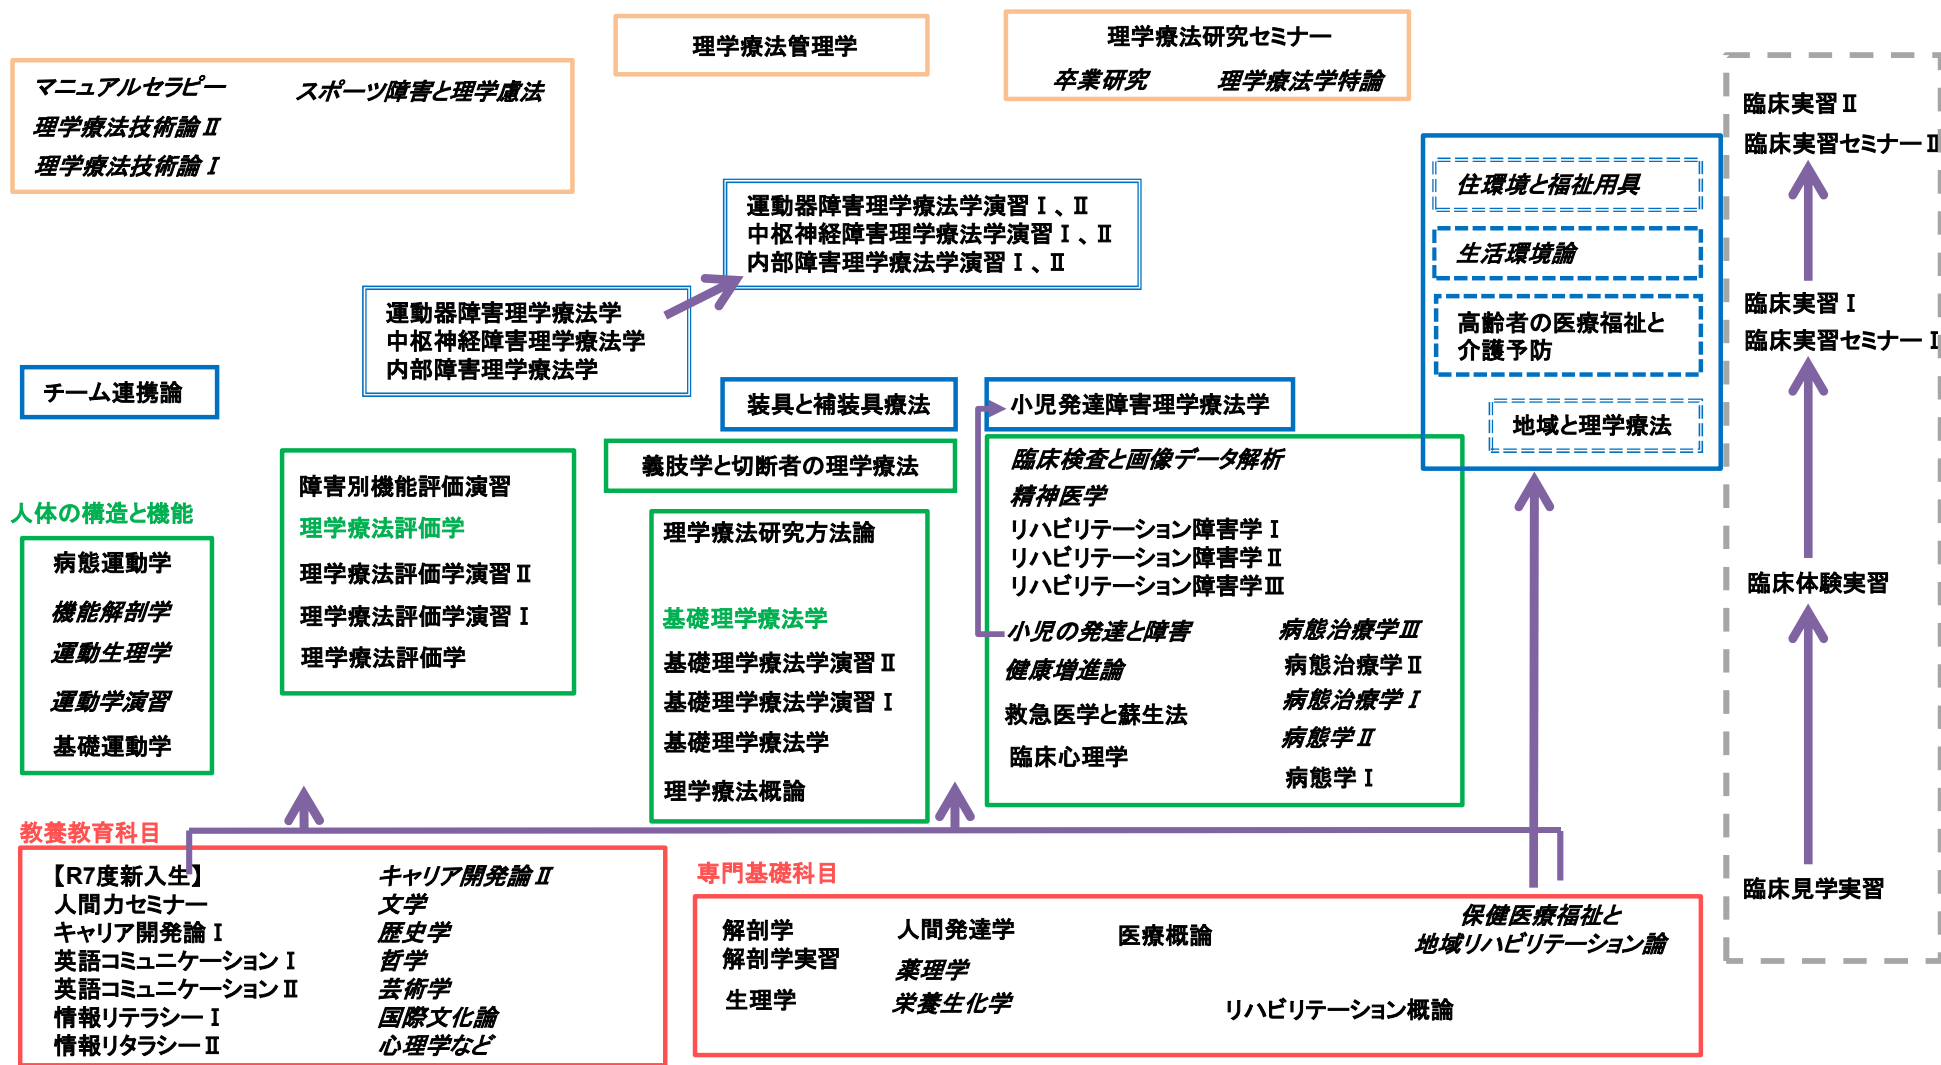 理学療法管理学
理学療法研究セミナー
卒業研究
理学療法学特論
マニュアルセラピー
スポーツ障害と理学慮法
理学療法技術論Ⅱ
理学療法技術論Ⅰ
運動器障害理学療法学演習Ⅰ、Ⅱ
中枢神経障害理学療法学演習Ⅰ、Ⅱ
内部障害理学療法学演習Ⅰ、Ⅱ
運動器障害理学療法学
中枢神経障害理学療法学
内部障害理学療法学
チーム連携論
装具と補装具療法
小児発達障害理学療法学
住環境と福祉用具
生活環境論
高齢者の医療福祉と
介護予防
地域と理学療法
臨床実習Ⅱ
臨床実習セミナーⅡ
臨床実習Ⅰ
臨床実習セミナーⅠ
臨床体験実習
臨床見学実習
人体の構造と機能
病態運動学
機能解剖学
運動生理学
運動学演習
基礎運動学
障害別機能評価演習
理学療法評価学
理学療法評価学演習Ⅱ
理学療法評価学演習Ⅰ
理学療法評価学
義肢学と切断者の理学療法
理学療法研究方法論
基礎理学療法学
基礎理学療法学演習Ⅱ
基礎理学療法学演習Ⅰ
基礎理学療法学
理学療法概論
臨床検査と画像データ解析
精神医学
リハビリテーション障害学Ⅰ
リハビリテーション障害学Ⅱ
リハビリテーション障害学Ⅲ
小児の発達と障害
健康増進論
救急医学と蘇生法
臨床心理学
病態治療学Ⅲ
病態治療学Ⅱ
病態治療学Ⅰ
病態学Ⅱ
病態学Ⅰ
教養教育科目
【R7度新入生】
人間力セミナー
キャリア開発論Ⅰ
英語コミュニケーションⅠ
英語コミュニケーションⅡ
情報リテラシーⅠ
情報リタラシーⅡ
キャリア開発論Ⅱ
文学
歴史学
哲学
芸術学
国際文化論
心理学など
専門基礎科目
解剖学
解剖学実習
生理学
人間発達学
薬理学
栄養生化学
医療概論
リハビリテーション概論
保健医療福祉と
地域リハビリテーション論